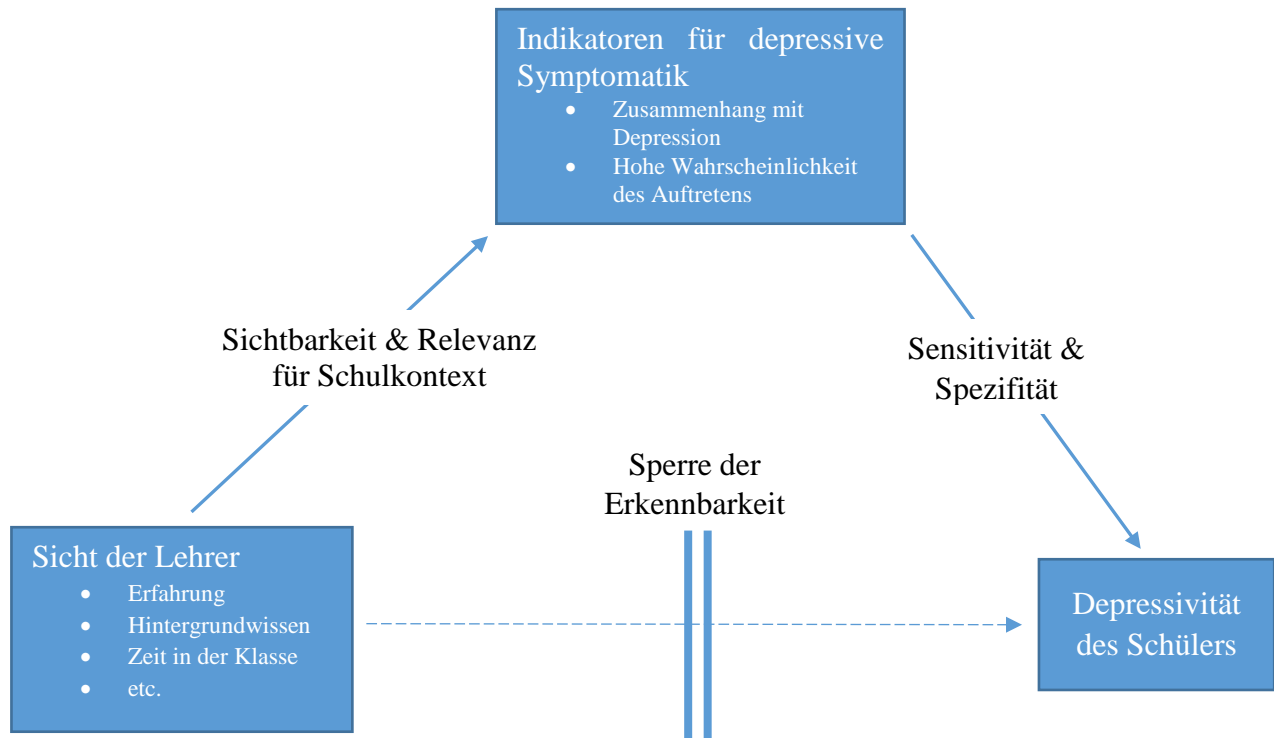 Indikatoren für depressive
Symptomatik
• Zusammenhang mit
Depression
• Hohe Wahrscheinlichkeit
des Auftretens
Sichtbarkeit & Relevanz
für Schulkontext
Sensitivität &
Spezifität
Sperre der
Erkennbarkeit
Sicht der Lehrer
• Erfahrung
• Hintergrundwissen
• Zeit in der Klasse
• etc.
Depressivität
des Schülers